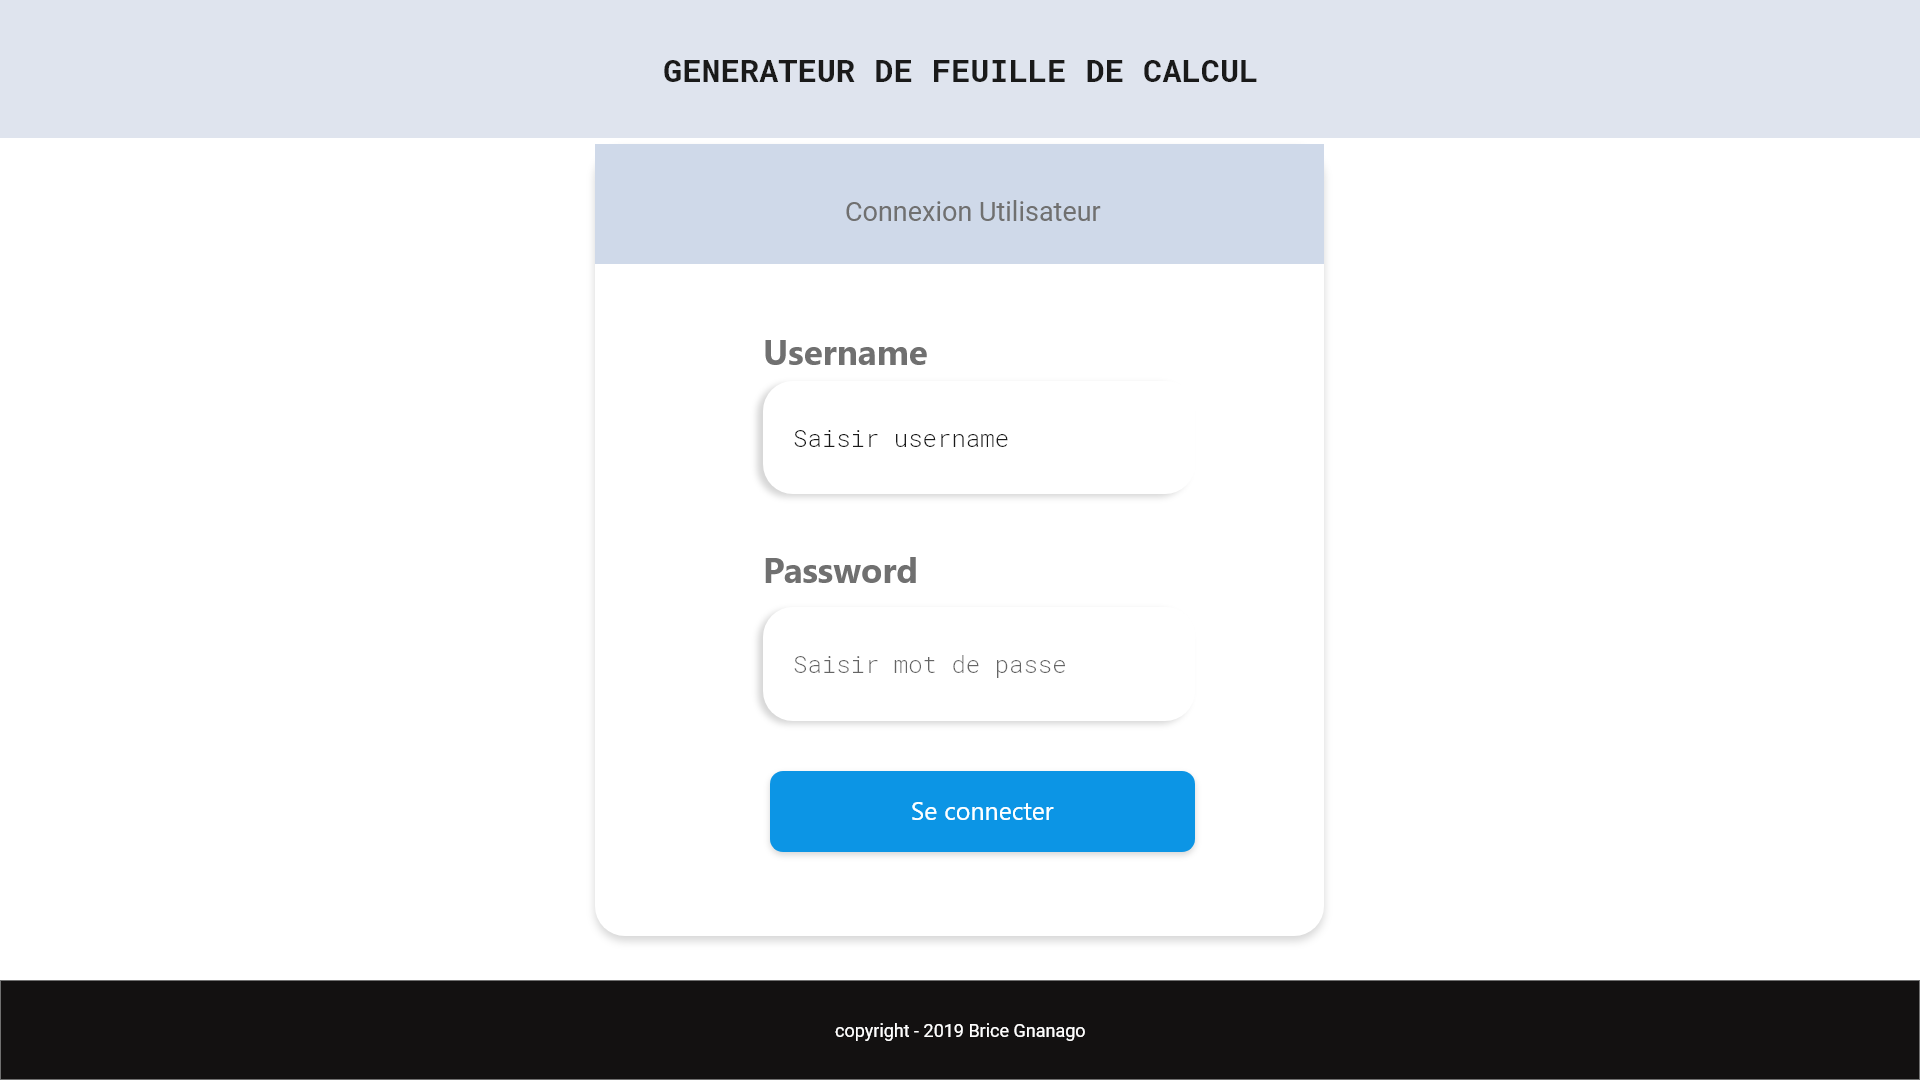 GENERATEUR DE FEUILLE DE CALCUL
Connexion Utilisateur
Username
Saisir username
Password
Saisir mot de passe
Se connecter
copyright - 2019 Brice Gnanago